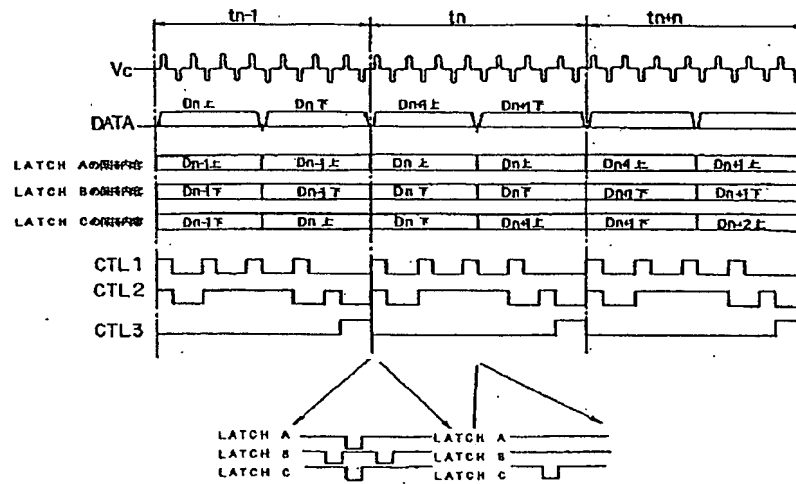 tn-1 tn tn+n
Vc
DATA Dn上 Dn下 Dn+1上 Dn+1下
LATCH Aの保持内容 Dn-1上 Dn-1上 Dn上 Dn上 Dn+1上 Dn+1上
LATCH Bの保持内容 Dn-1下 Dn-1下 Dn下 Dn下 Dn+1下 Dn+1下
LATCH Cの保持内容 Dn-1下 Dn上 Dn下 Dn+1上 Dn+1下 Dn+2上
CTL1
CTL2
CTL3
LATCH A LATCH A
LATCH B LATCH B
LATCH C LATCH C